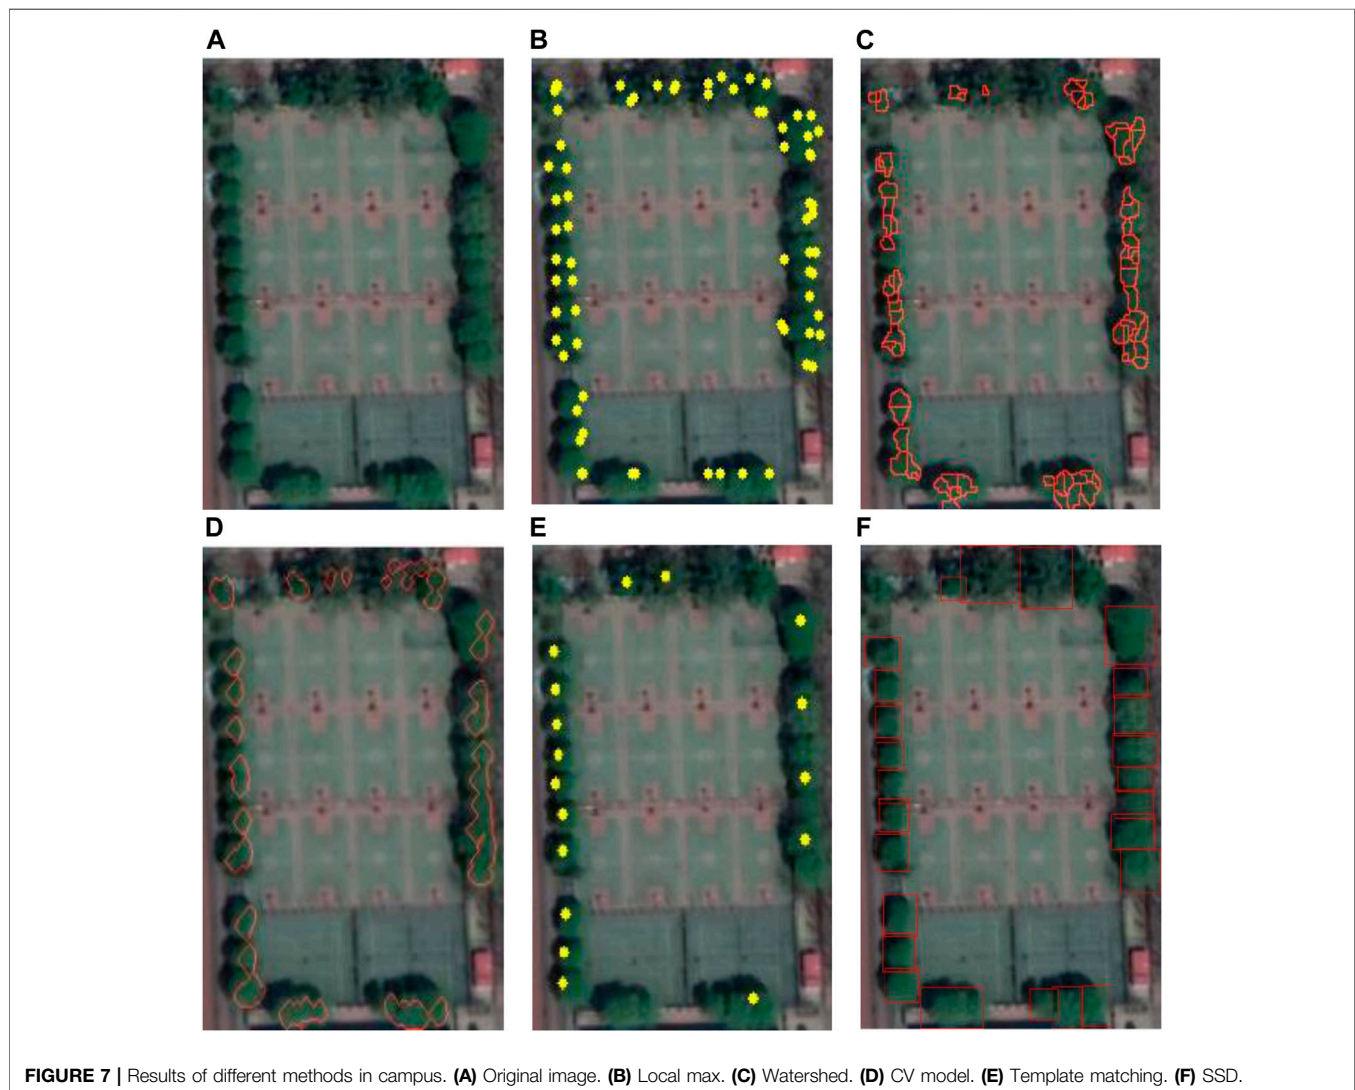 A B C
D E F
FIGURE 7 | Results of different methods in campus. (A) Original image. (B) Local max. (C) Watershed. (D) CV model. (E) Template matching. (F) SSD.